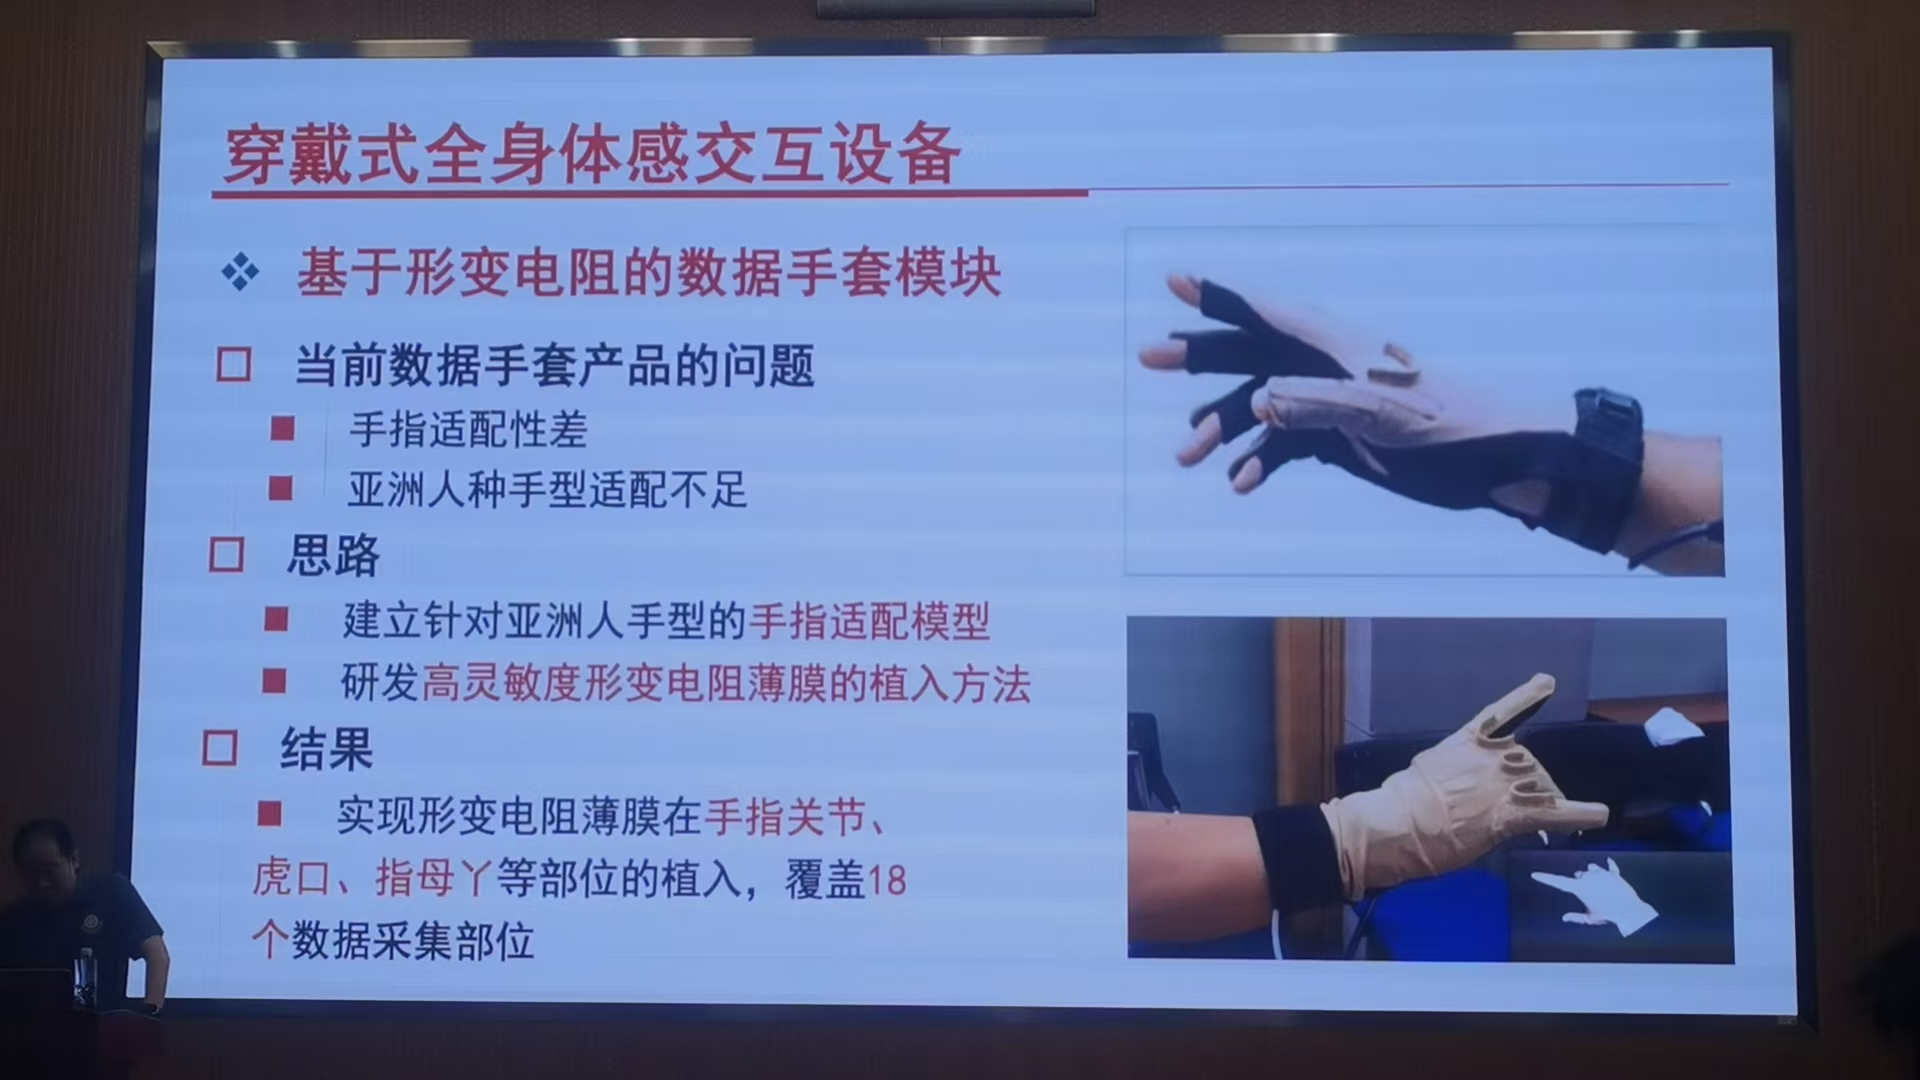 穿戴式全身体感交互设备
基于形变电阻的数据手套模块
当前数据手套产品的问题
手指适配性差
亚洲人种手型适配不足
思路
建立针对亚洲人手型的手指适配模型
研发高灵敏度形变电阻薄膜的植入方法
结果
实现形变电阻薄膜在手指关节、
虎口、指母丫等部位的植入，覆盖18
个数据采集部位